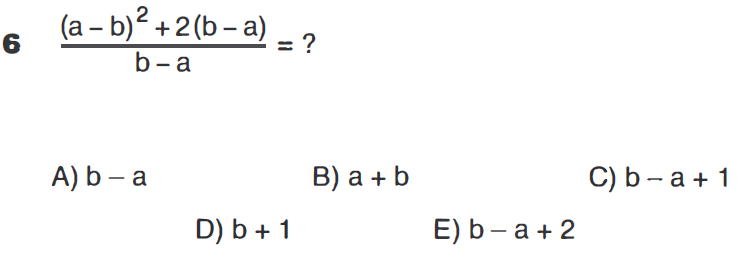 6 (a – b)² + 2(b – a)
b – a
= ?
A) b – a
B) a + b
C) b – a + 1
D) b + 1
E) b – a + 2